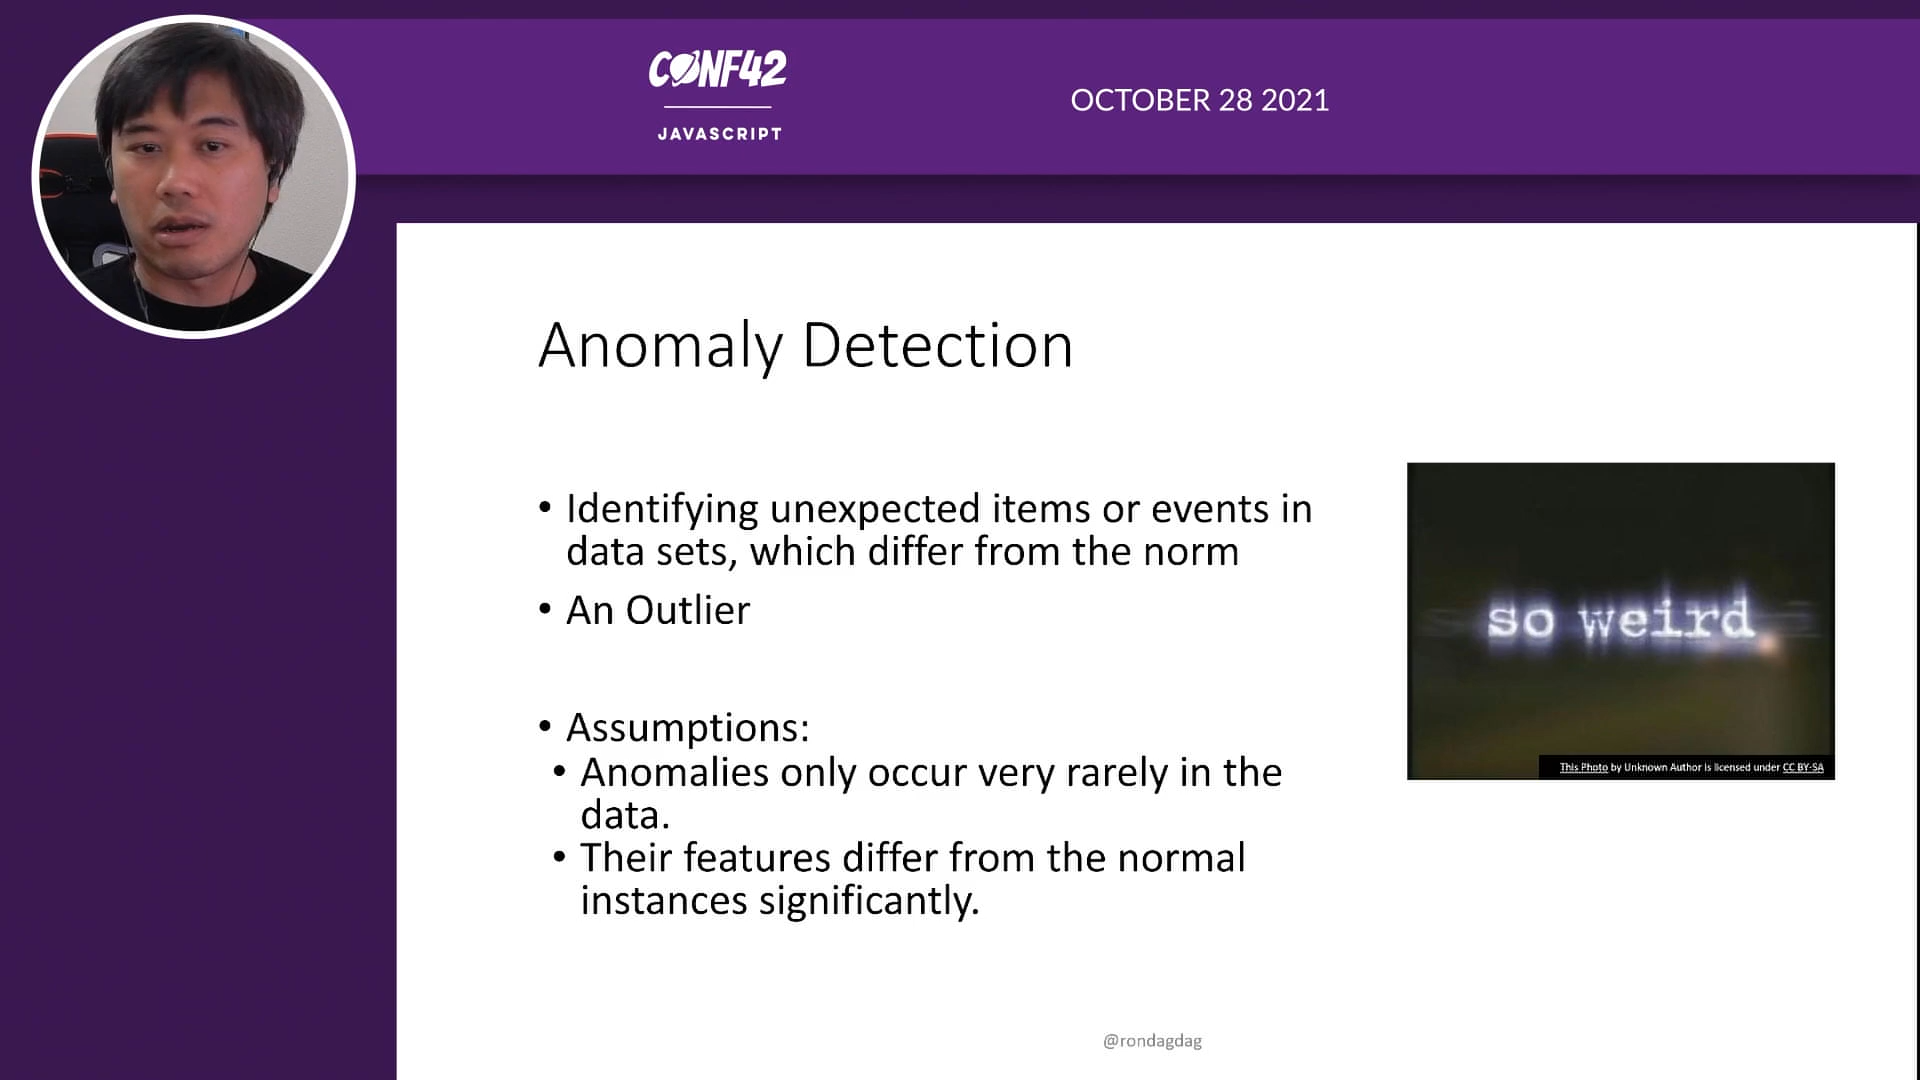 CONF42
JAVASCRIPT
OCTOBER 28 2021
Anomaly Detection
• Identifying unexpected items or events in
data sets, which differ from the norm
• An Outlier
• Assumptions:
• Anomalies only occur very rarely in the
data.
• Their features differ from the normal
instances significantly.
so weird.
This Photo by Unknown Author is licensed under CC BY-SA
@rondagdag